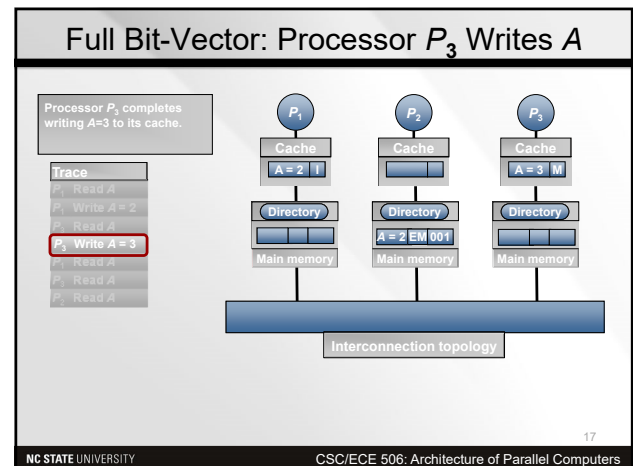 Full Bit-Vector: Processor P3 Writes A
Processor P3 completes
writing A=3 to its cache.
Trace
P1 Read A
P1 Write A = 2
P3 Read A
P3 Write A = 3
P1 Read A
P1 Read A
P2 Read A
P1
P2
P3
Cache
Cache
Cache
A = 2 I
A = 3 M
Directory
Directory
Directory
A = 2 EM 001
Main memory
Main memory
Main memory
Interconnection topology
17
NC STATE UNIVERSITY
CSC/ECE 506: Architecture of Parallel Computers